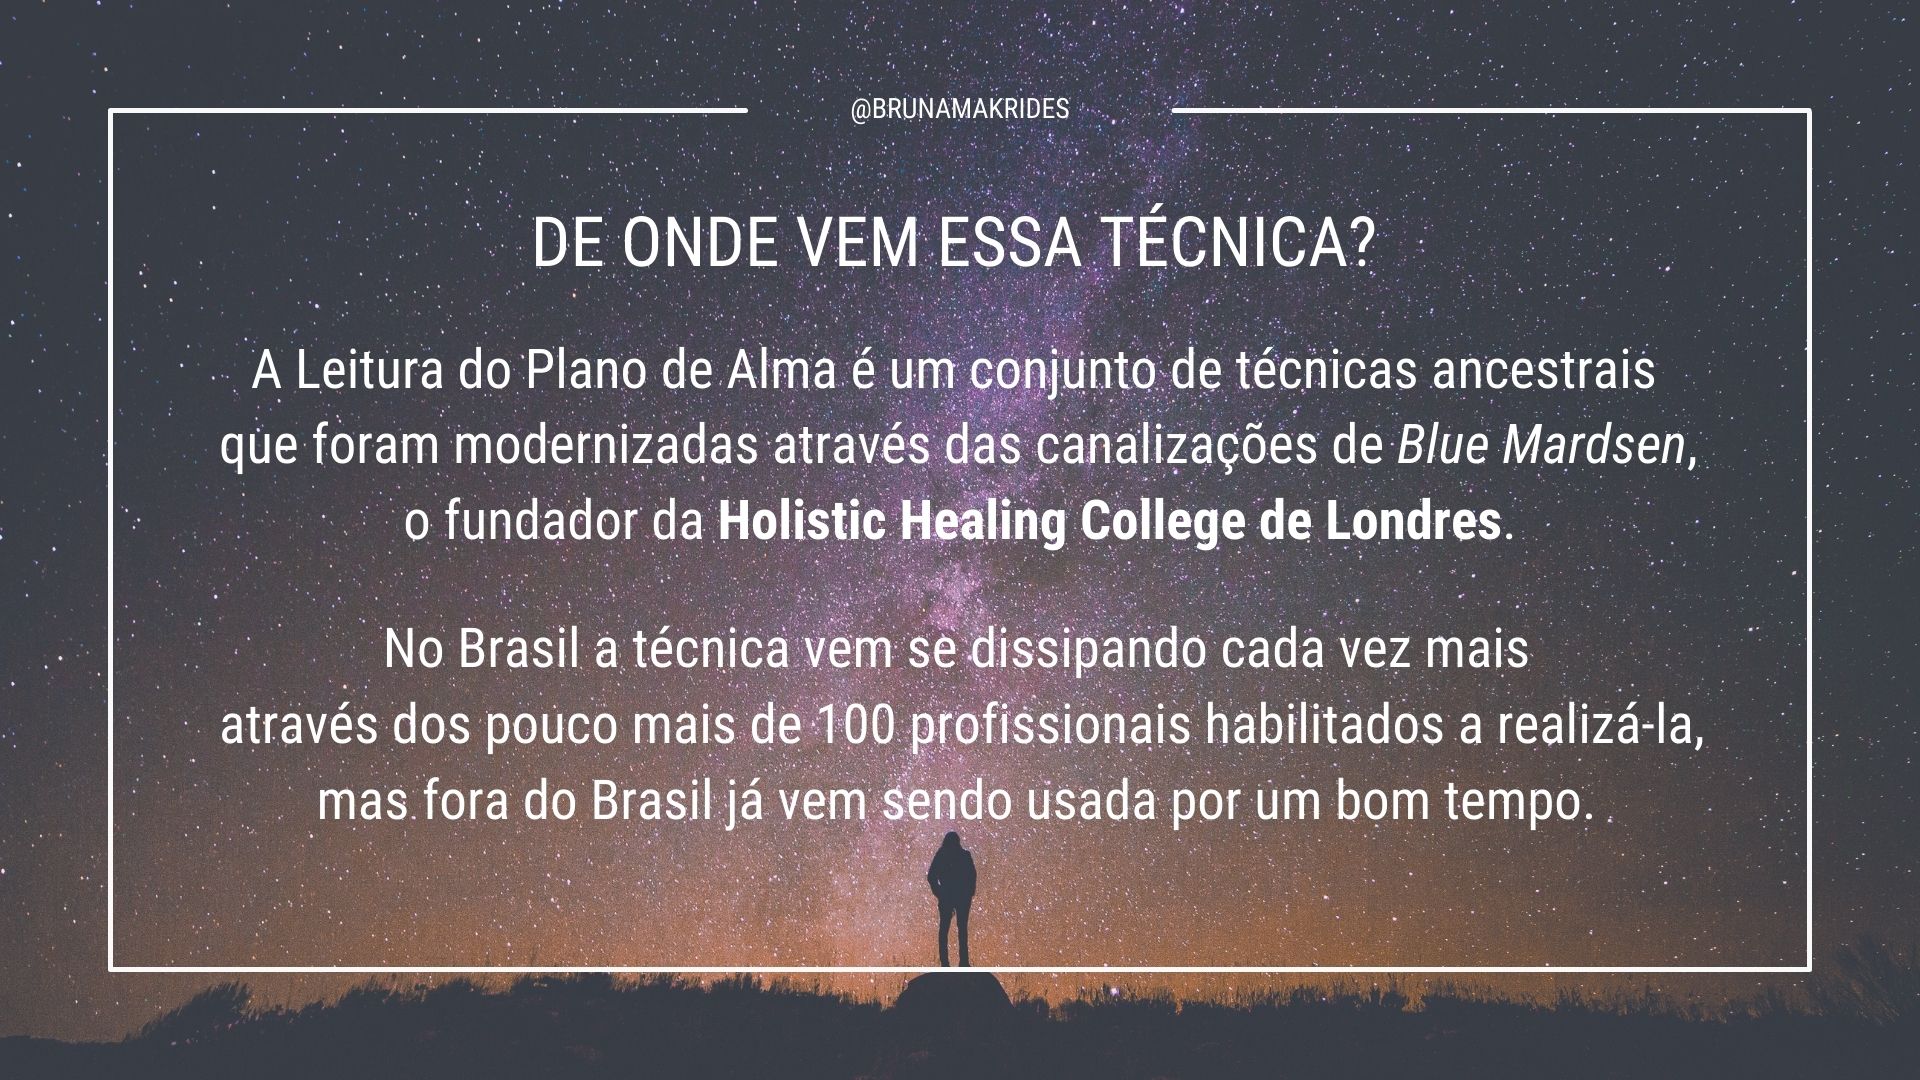 @BRUNAMAKRIDES
DE ONDE VEM ESSA TÉCNICA?
A Leitura do Plano de Alma é um conjunto de técnicas ancestrais
que foram modernizadas através das canalizações de Blue Mardsen,
o fundador da Holistic Healing College de Londres.
No Brasil a técnica vem se dissipando cada vez mais
através dos pouco mais de 100 profissionais habilitados a realizá-la,
mas fora do Brasil já vem sendo usada por um bom tempo.